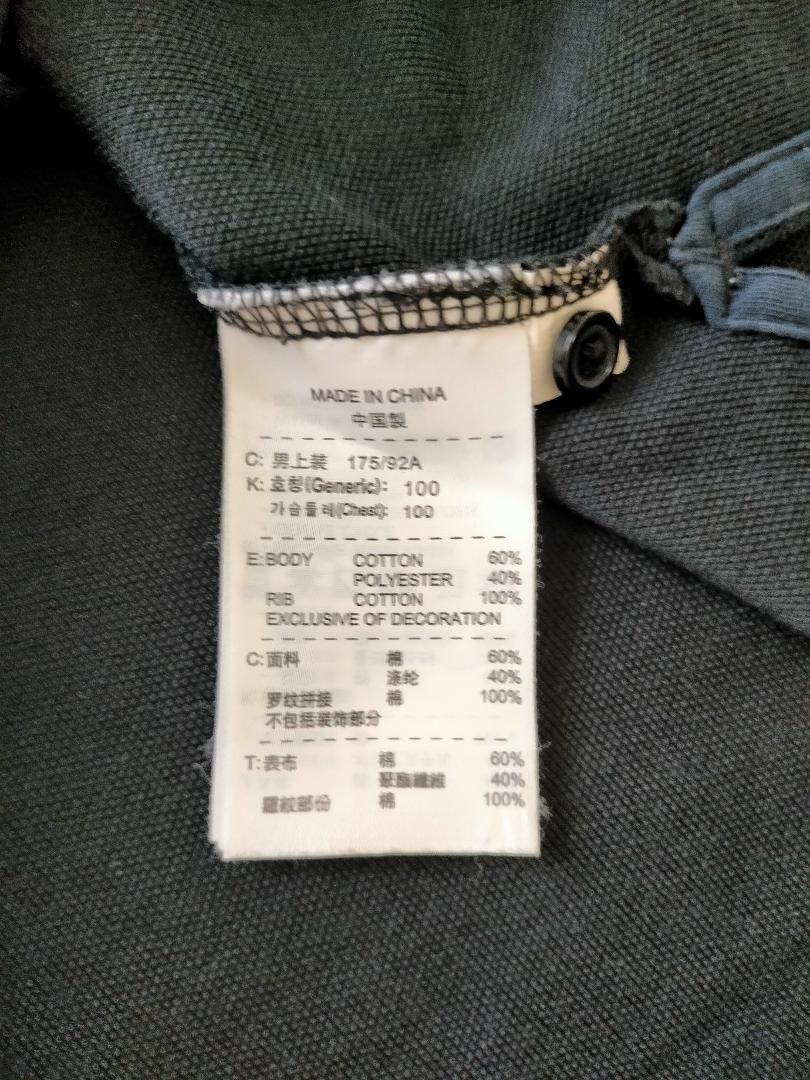 MADE IN CHINA
中国製
C: 男上装 175/92A
K: 호칭(Generic): 100
가슴둘레(Chest): 100
E: BODY COTTON 60%
POLYESTER 40%
RIB COTTON 100%
EXCLUSIVE OF DECORATION
C: 面料 棉 60%
涤纶 40%
罗纹拼接 棉 100%
不包括装饰部分
T: 表布 棉 60%
聚酯纖維 40%
羅紋部份 棉 100%